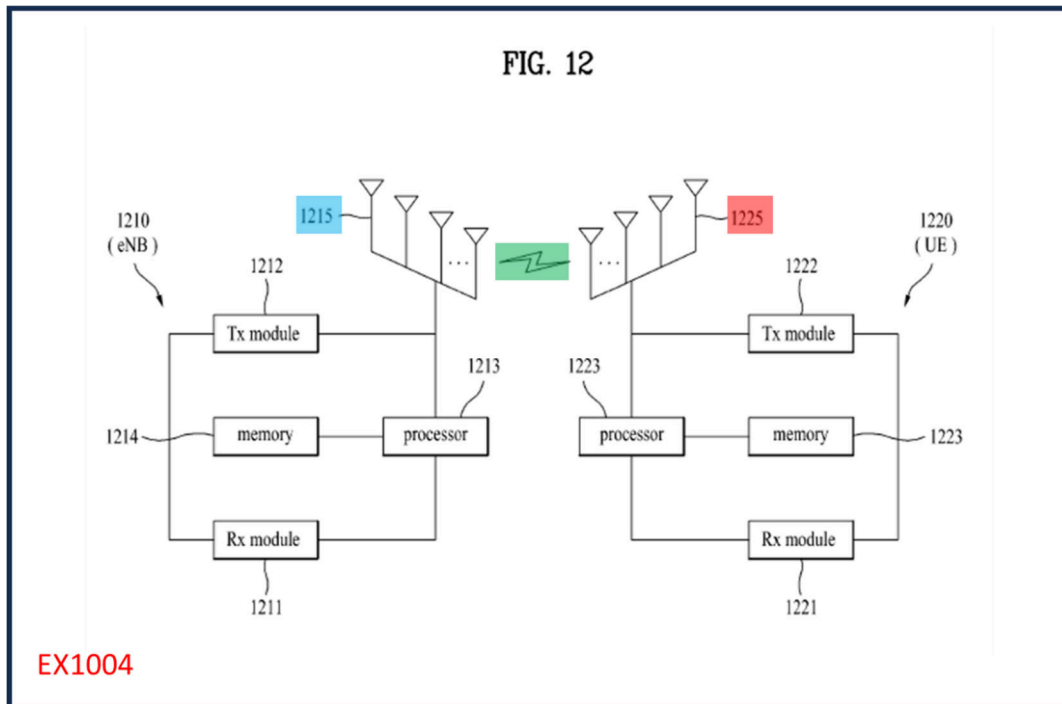 FIG. 12
1215
1225
1210
( eNB )
1220
( UE )
1212
1222
Tx module
Tx module
1213
1223
1214
memory
processor
processor
memory
1223
Rx module
Rx module
1211
1221
EX1004